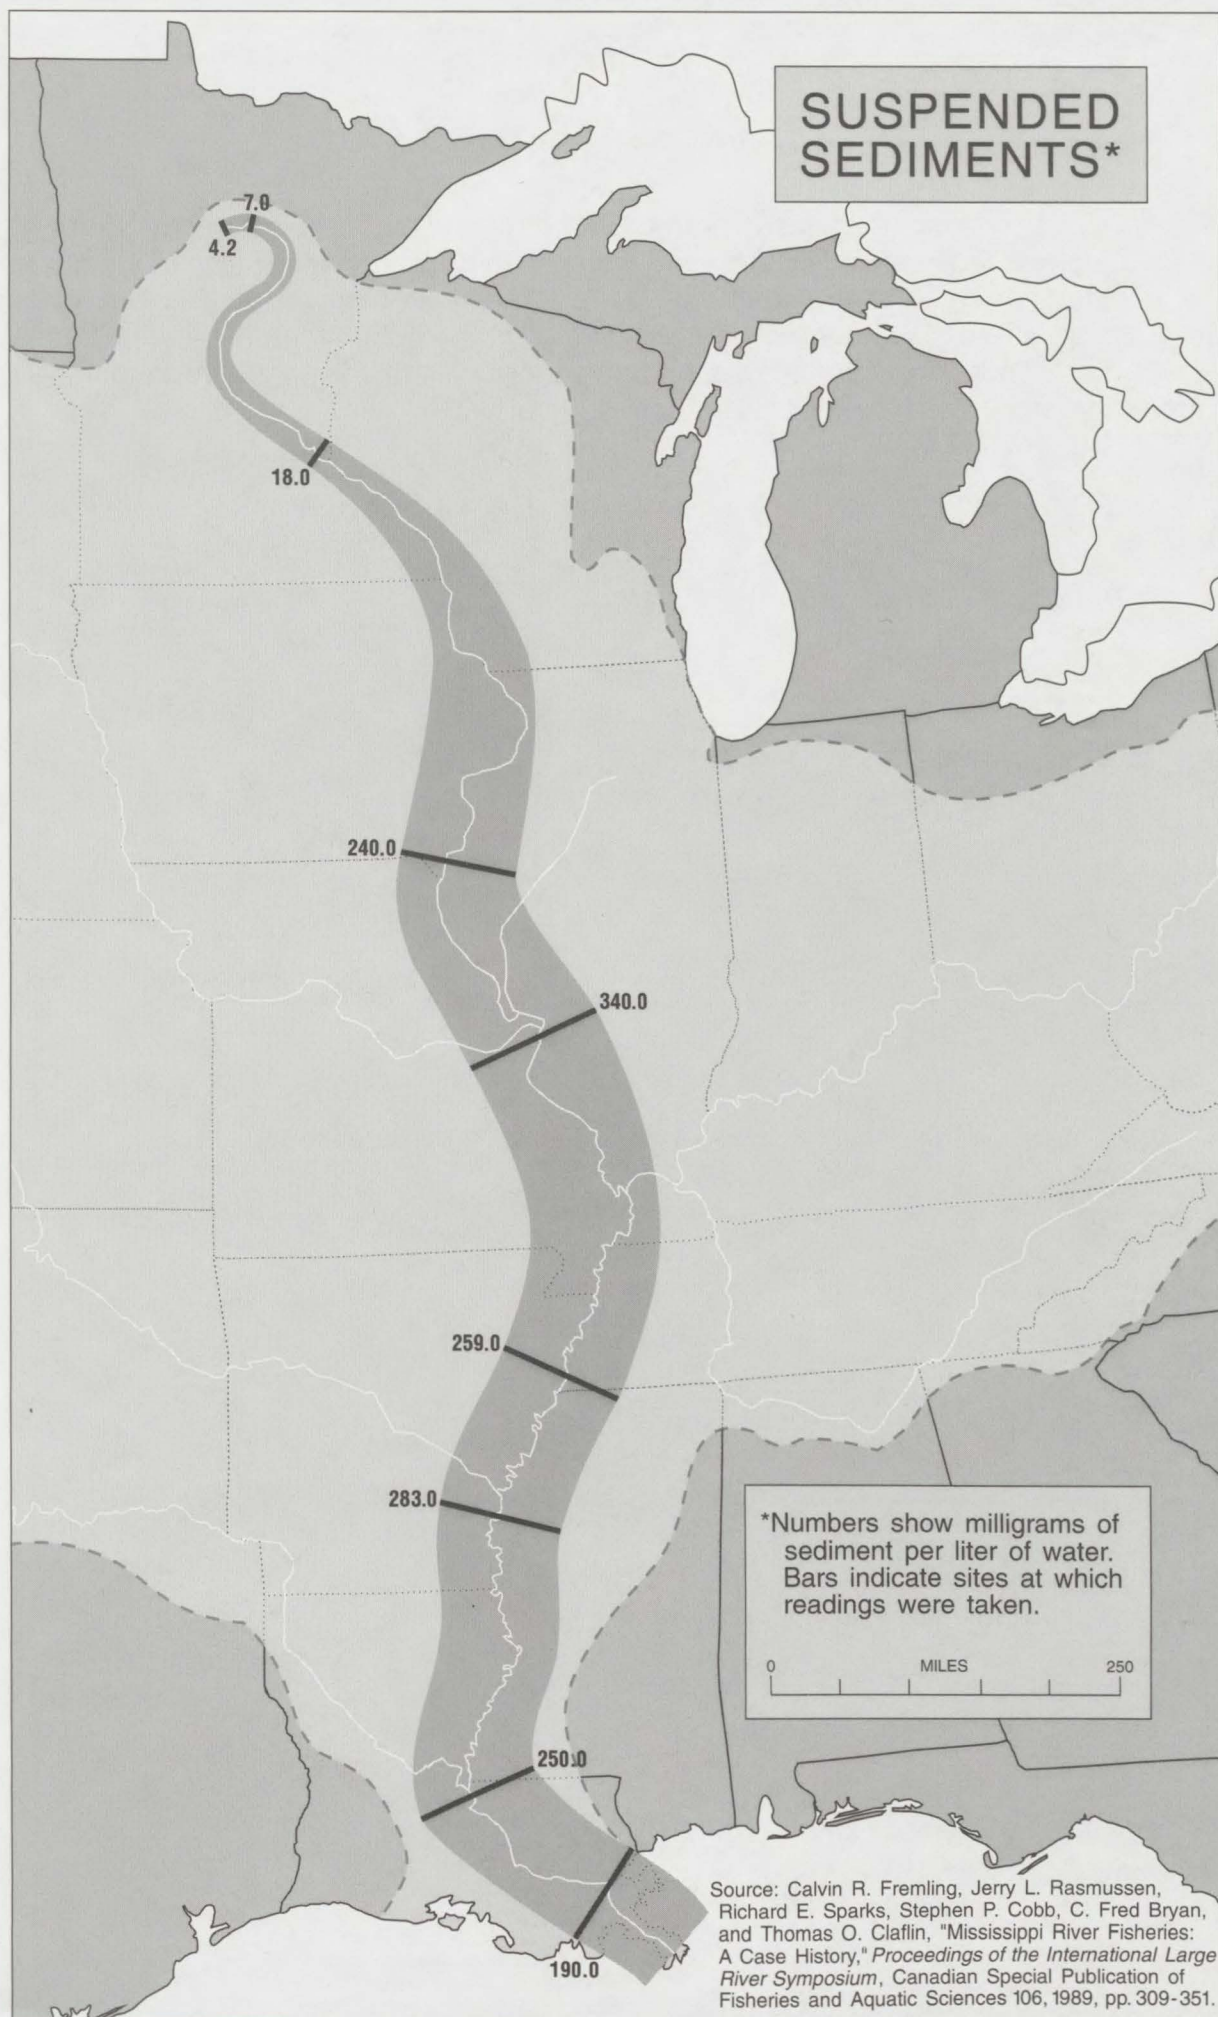 SUSPENDED
SEDIMENTS*
7.0
4.2
18.0
240.0
340.0
259.0
283.0
*Numbers show milligrams of
sediment per liter of water.
Bars indicate sites at which
readings were taken.
0 MILES 250
250.0
190.0
Source: Calvin R. Fremling, Jerry L. Rasmussen,
Richard E. Sparks, Stephen P. Cobb, C. Fred Bryan,
and Thomas O. Claflin, "Mississippi River Fisheries:
A Case History," Proceedings of the International Large
River Symposium, Canadian Special Publication of
Fisheries and Aquatic Sciences 106, 1989, pp. 309-351.